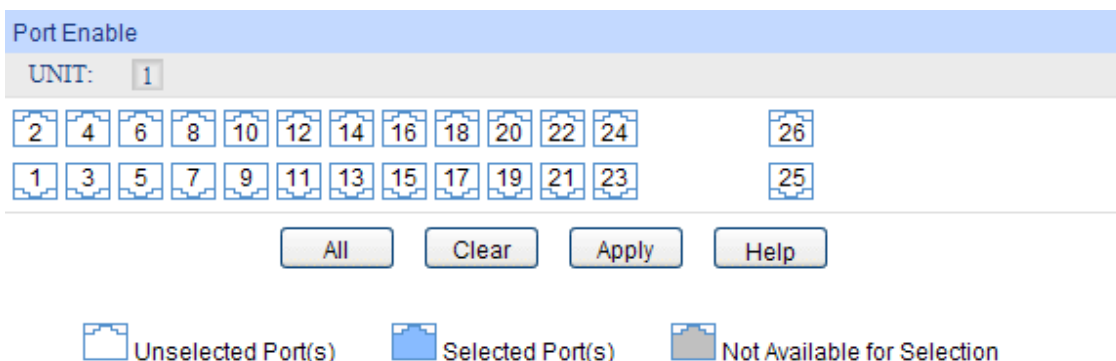 Port Enable
UNIT: 1
2 4 6 8 10 12 14 16 18 20 22 24 26
1 3 5 7 9 11 13 15 17 19 21 23 25
All Clear Apply Help
Unselected Port(s) Selected Port(s) Not Available for Selection